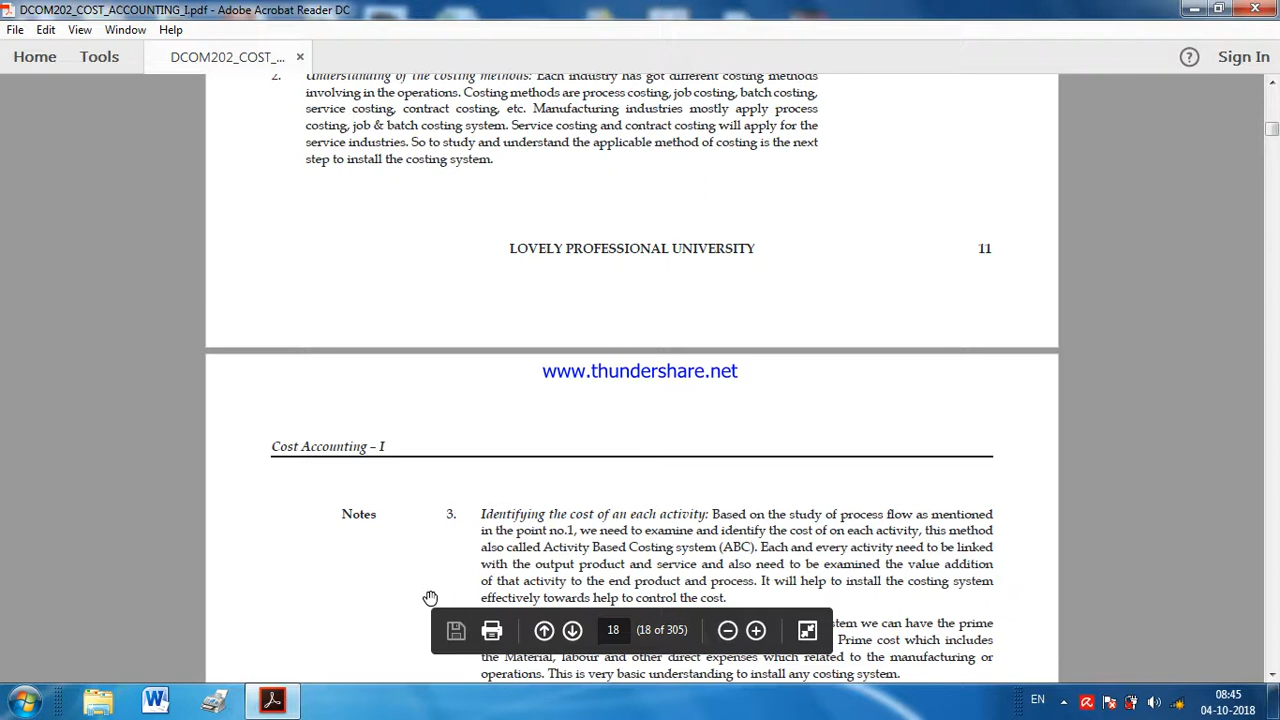 DCOM202_COST_ACCOUNTING_I.pdf - Adobe Acrobat Reader DC
File Edit View Window Help
Home Tools DCOM202_COST_... × ? Sign In
2. Understanding of the costing methods: Each industry has got different costing methods
involving in the operations. Costing methods are process costing, job costing, batch costing,
service costing, contract costing, etc. Manufacturing industries mostly apply process
costing, job & batch costing system. Service costing and contract costing will apply for the
service industries. So to study and understand the applicable method of costing is the next
step to install the costing system.
LOVELY PROFESSIONAL UNIVERSITY 11
www.thundershare.net
Cost Accounting – I
Notes 3. Identifying the cost of an each activity: Based on the study of process flow as mentioned
in the point no.1, we need to examine and identify the cost of on each activity, this method
also called Activity Based Costing system (ABC). Each and every activity need to be linked
with the output product and service and also need to be examined the value addition
of that activity to the end product and process. It will help to install the costing system
effectively towards help to control the cost.
stem we can have the prime
Prime cost which includes
the Material, labour and other direct expenses which related to the manufacturing or
operations. This is very basic understanding to install any costing system.
18 (18 of 305)
EN 08:45
04-10-2018